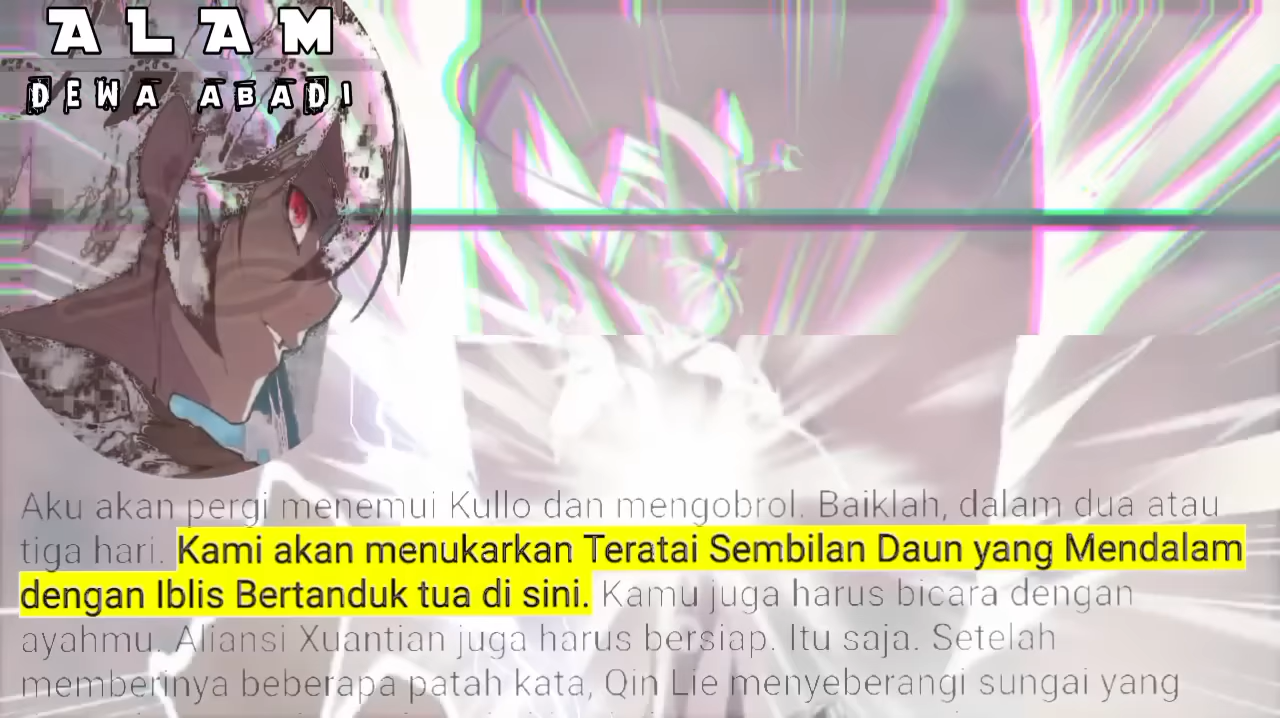 ALAM
DEWA ABADI
Aku akan pergi menemui Kullo dan mengobrol. Baiklah, dalam dua atau
tiga hari. Kami akan menukarkan Teratai Sembilan Daun yang Mendalam
dengan Iblis Bertanduk tua di sini. Kamu juga harus bicara dengan
ayahmu. Aliansi Xuantian juga harus bersiap. Itu saja. Setelah
memberinya beberapa patah kata, Qin Lie menyeberangi sungai yang